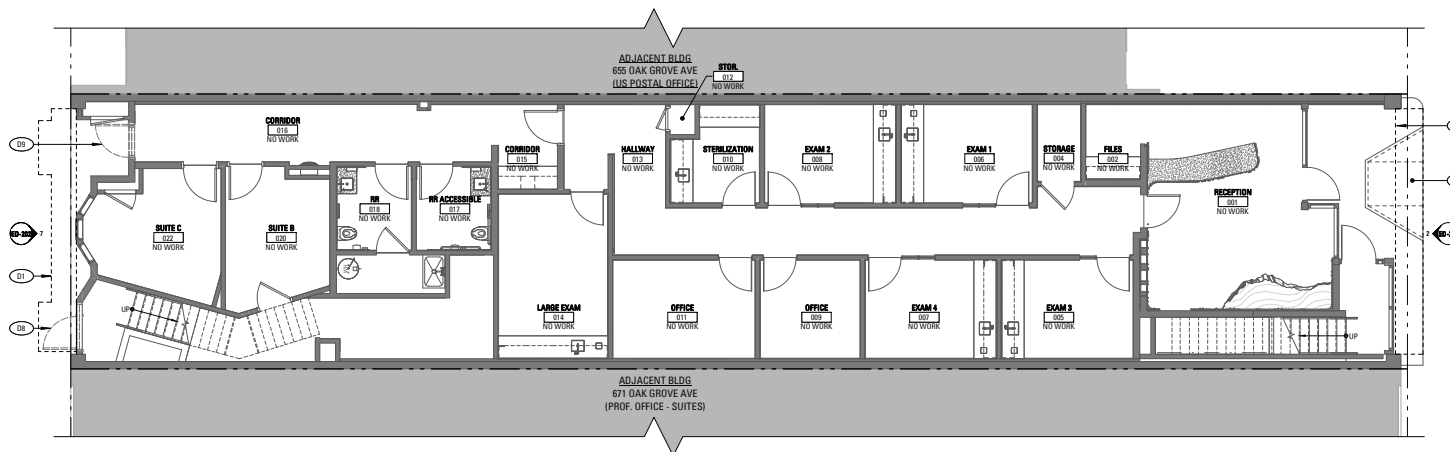 ADJACENT BLDG
655 OAK GROVE AVE
(US POSTAL OFFICE)
STOR.
012
NO WORK
CORRIDOR
016
NO WORK
D9
CORRIDOR
015
NO WORK
HALLWAY
013
NO WORK
STERILIZATION
010
NO WORK
EXAM 2
008
NO WORK
EXAM 1
006
NO WORK
STORAGE
004
NO WORK
FILES
002
NO WORK
RECEPTION
001
NO WORK
RR
018
NO WORK
RR ACCESSIBLE
017
NO WORK
SUITE C
022
NO WORK
SUITE B
020
NO WORK
7
2
D1
D8
UP
LARGE EXAM
014
NO WORK
OFFICE
011
NO WORK
OFFICE
009
NO WORK
EXAM 4
007
NO WORK
EXAM 3
005
NO WORK
UP
ADJACENT BLDG
671 OAK GROVE AVE
(PROF. OFFICE - SUITES)